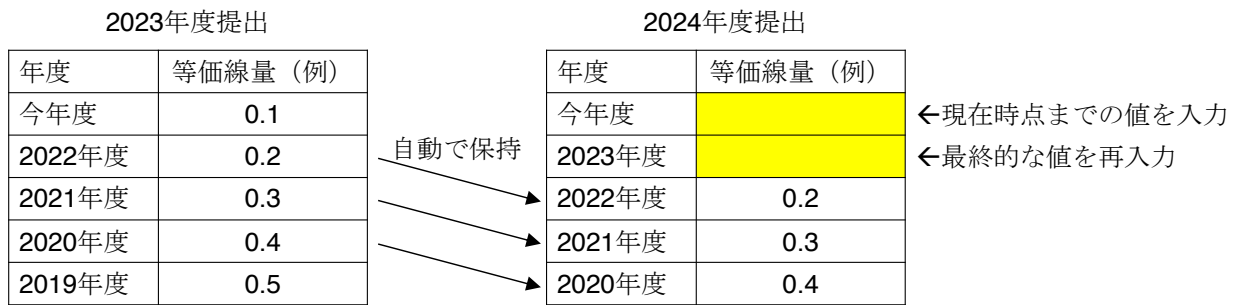 2023年度提出 2024年度提出
年度 等価線量（例） 年度 等価線量（例）
今年度 0.1 今年度 ←現在時点までの値を入力
2022年度 0.2 自動で保持 2023年度 ←最終的な値を再入力
2021年度 0.3 2022年度 0.2
2020年度 0.4 2021年度 0.3
2019年度 0.5 2020年度 0.4